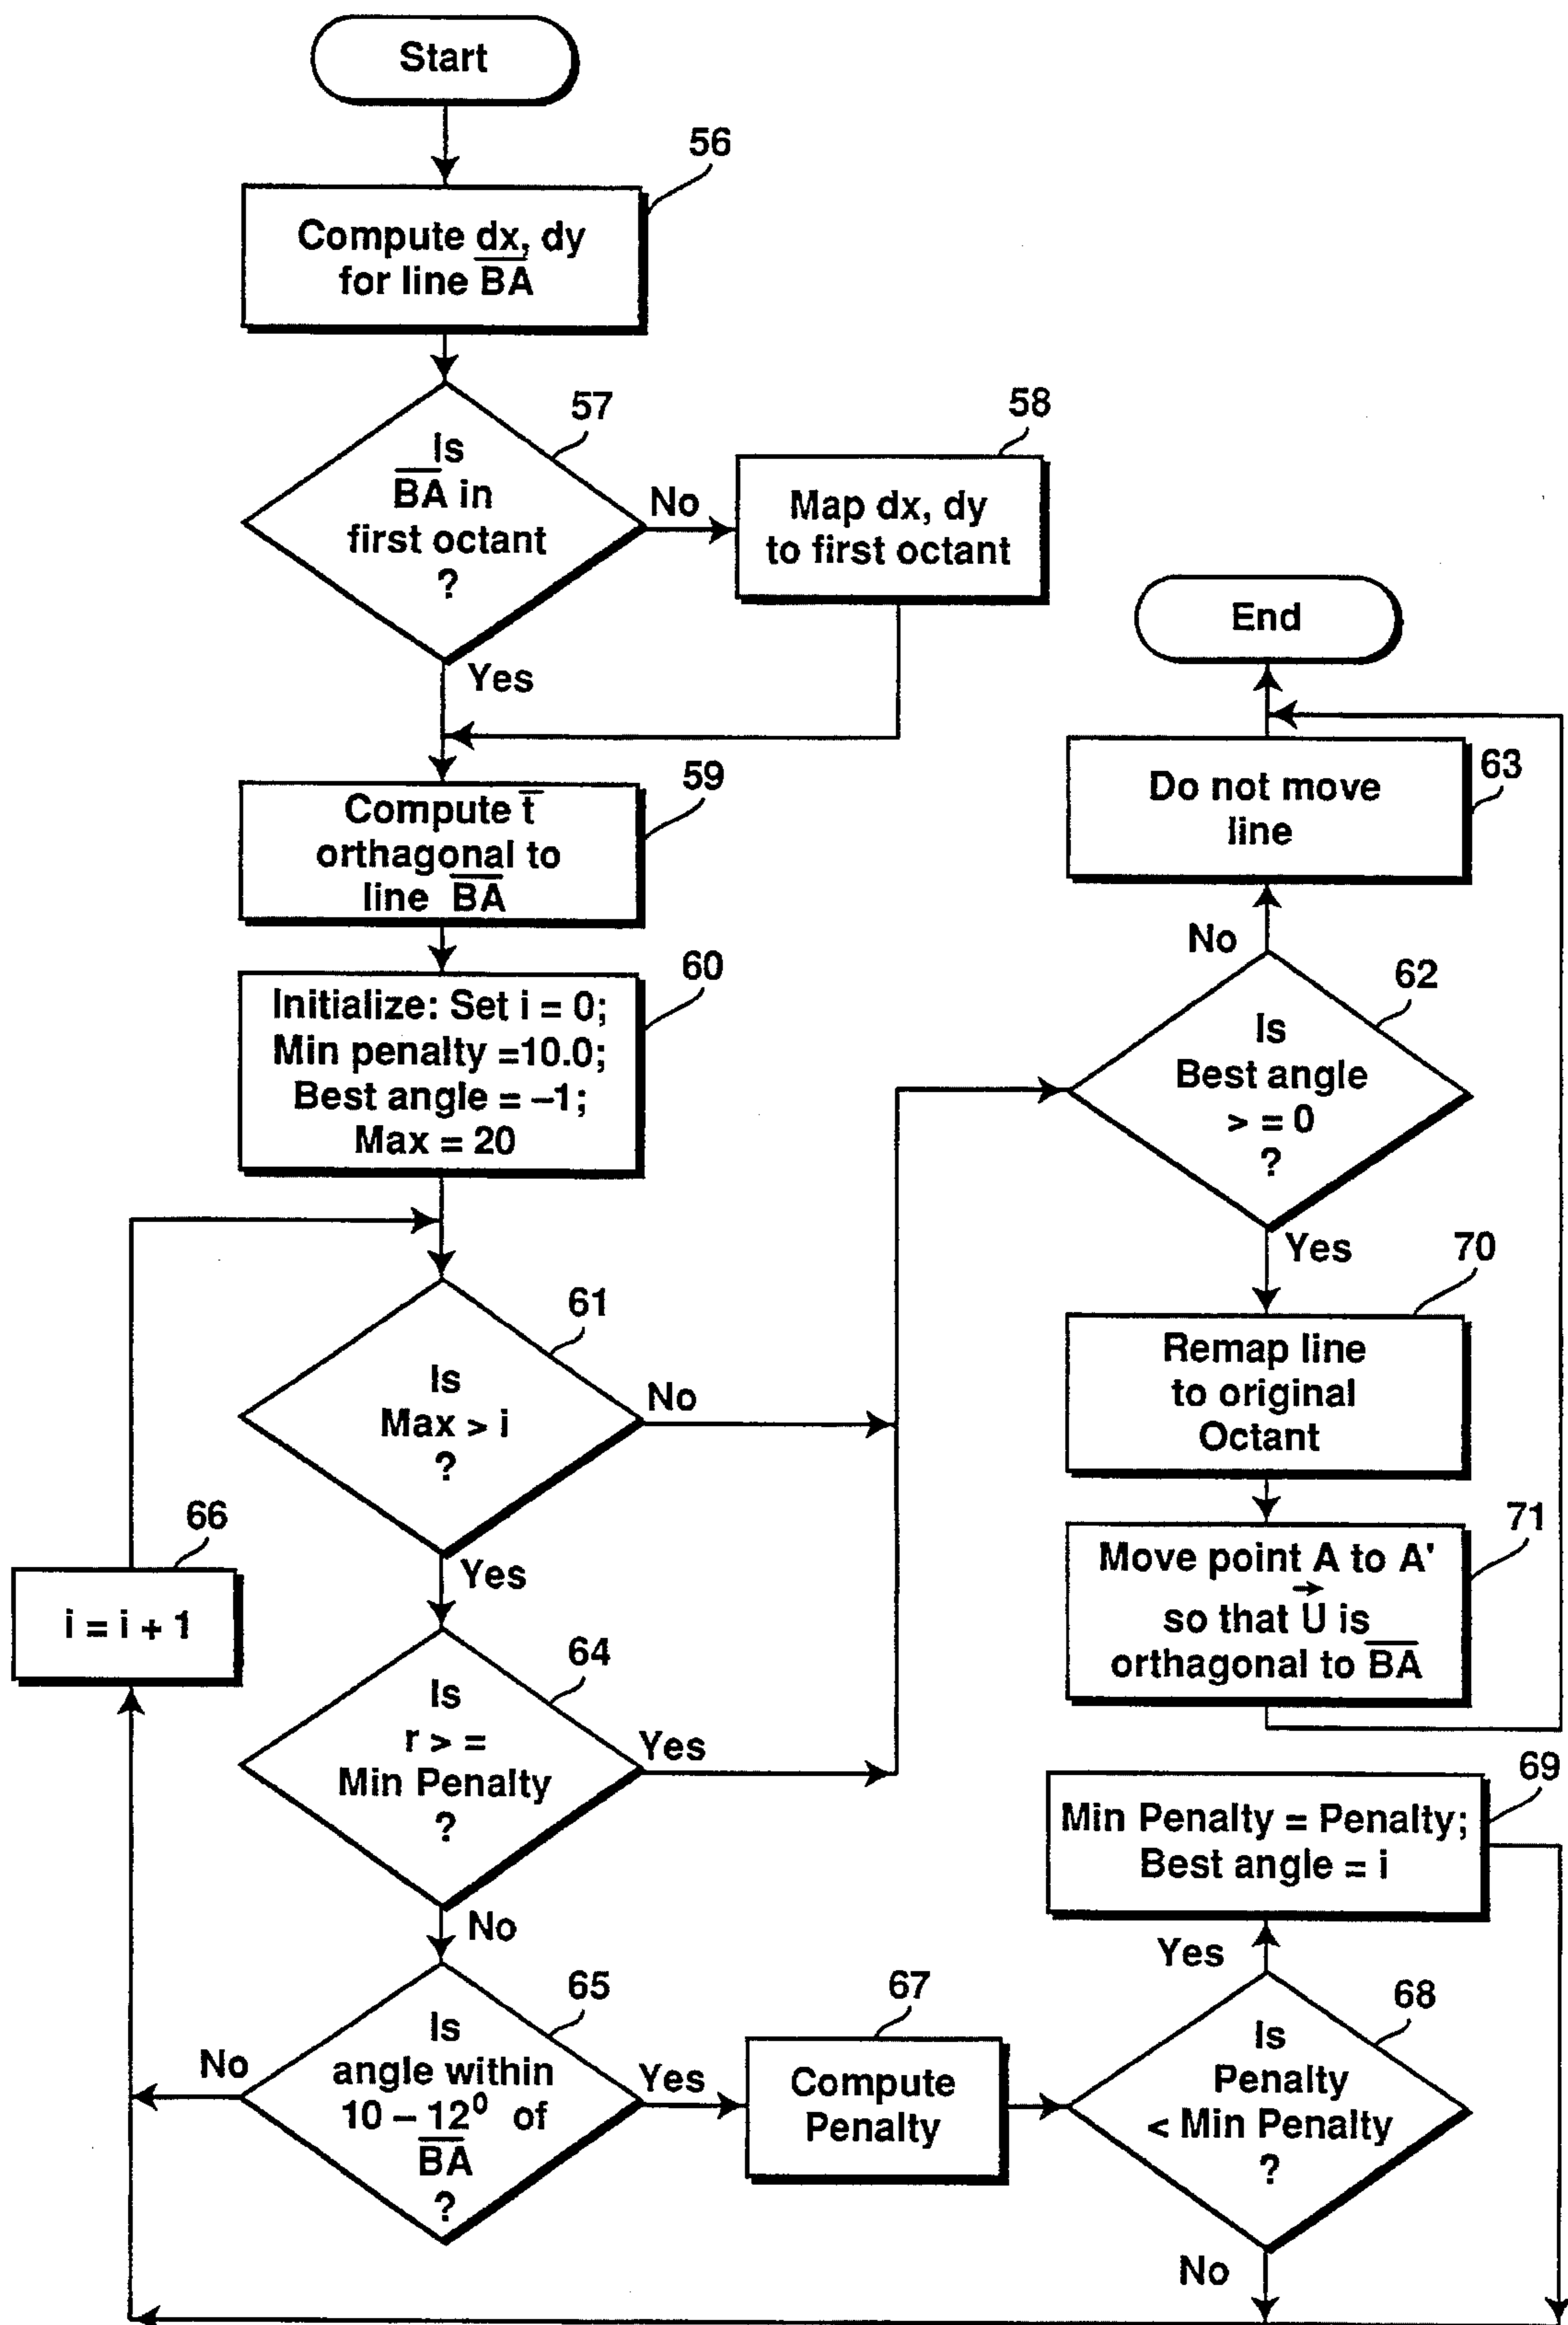 Start
56
Compute dx, dy
for line BA
57
Is
BA in
first octant
?
No
58
Map dx, dy
to first octant
Yes
59
Compute t
orthagonal to
line BA
60
Initialize: Set i = 0;
Min penalty =10.0;
Best angle = –1;
Max = 20
61
Is
Max > i
?
No
Yes
66
i = i + 1
64
Is
r > =
Min Penalty
?
Yes
No
65
Is
angle within
10 – 12⁰ of
BA
?
No
Yes
67
Compute
Penalty
68
Is
Penalty
< Min Penalty
?
Yes
No
69
Min Penalty = Penalty;
Best angle = i
End
63
Do not move
line
No
62
Is
Best angle
> = 0
?
Yes
70
Remap line
to original
Octant
71
Move point A to A'
so that U is
orthagonal to BA